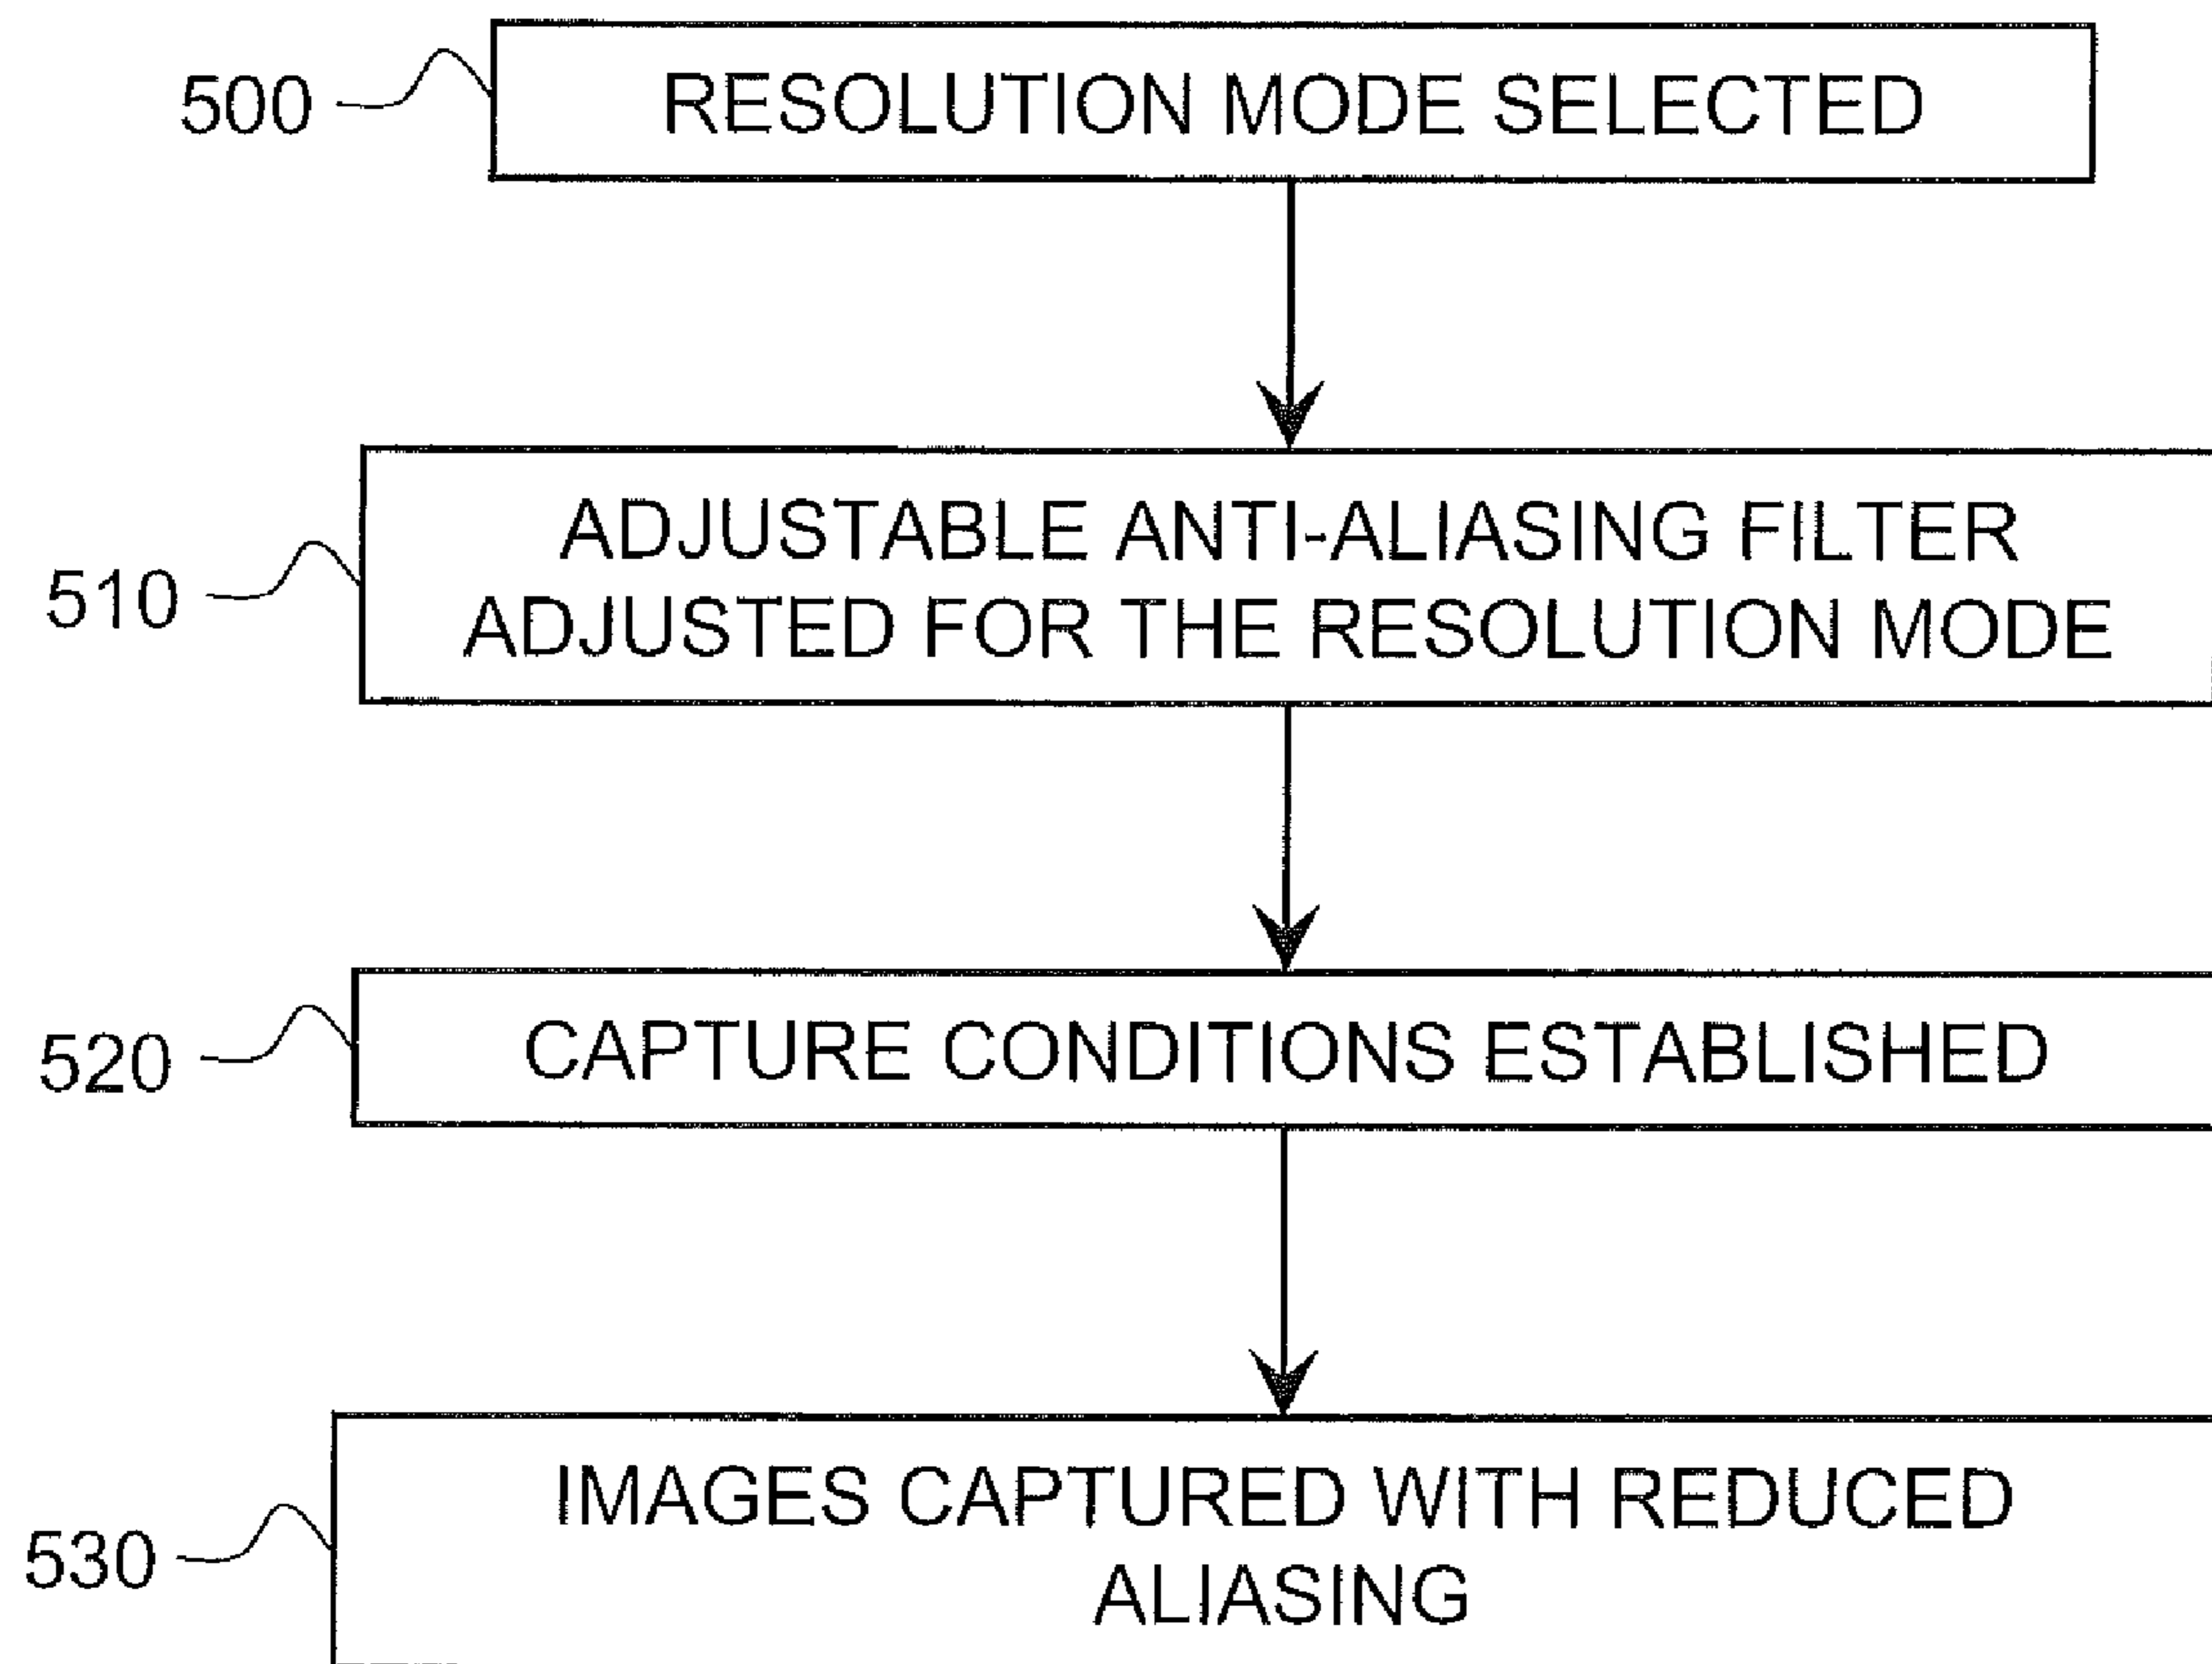 500
RESOLUTION MODE SELECTED
510
ADJUSTABLE ANTI-ALIASING FILTER
ADJUSTED FOR THE RESOLUTION MODE
520
CAPTURE CONDITIONS ESTABLISHED
530
IMAGES CAPTURED WITH REDUCED
ALIASING